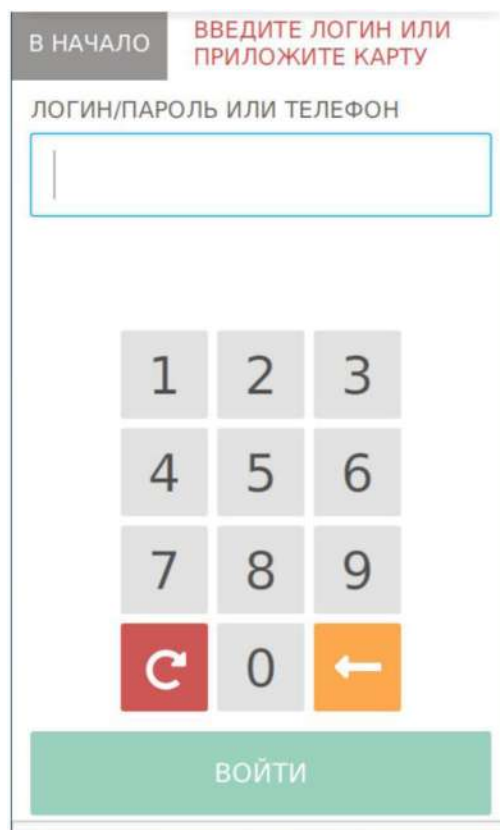 В НАЧАЛО
ВВЕДИТЕ ЛОГИН ИЛИ
ПРИЛОЖИТЕ КАРТУ
ЛОГИН/ПАРОЛЬ ИЛИ ТЕЛЕФОН
1 2 3
4 5 6
7 8 9
0
ВОЙТИ